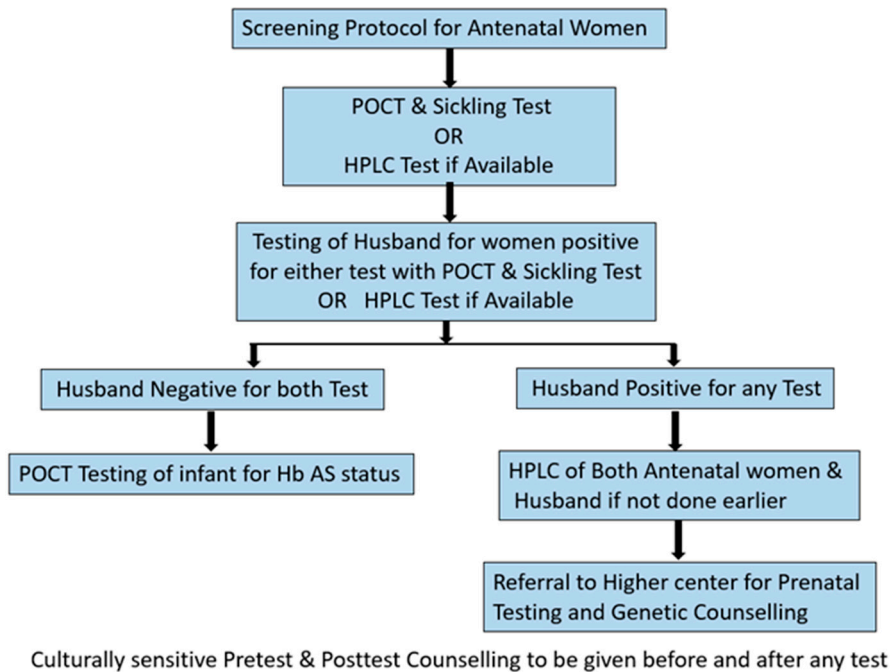 Screening Protocol for Antenatal Women
POCT & Sickling Test
OR
HPLC Test if Available
Testing of Husband for women positive
for either test with POCT & Sickling Test
OR HPLC Test if Available
Husband Negative for both Test
Husband Positive for any Test
POCT Testing of infant for Hb AS status
HPLC of Both Antenatal women &
Husband if not done earlier
Referral to Higher center for Prenatal
Testing and Genetic Counselling
Culturally sensitive Pretest & Posttest Counselling to be given before and after any test